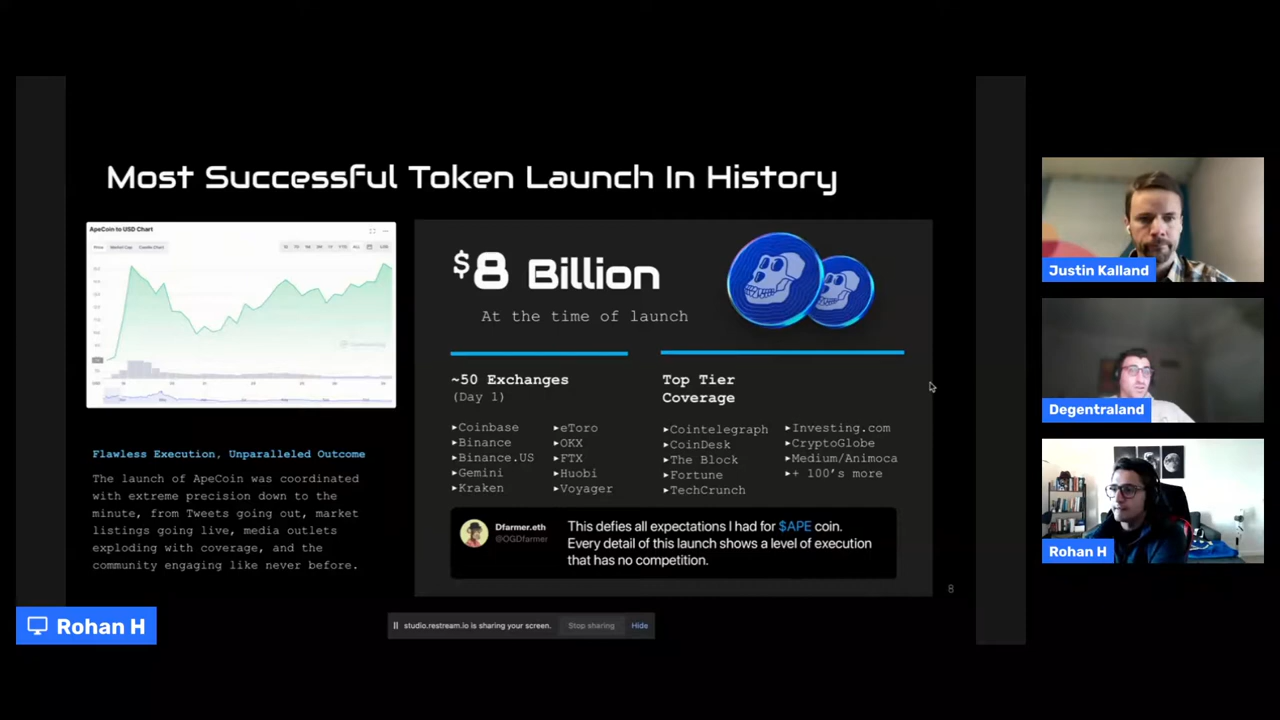 Most Successful Token Launch In History
ApeCoin to USD Chart
Price Market Cap Candle Chart
$8 Billion
At the time of launch
~50 Exchanges
(Day 1)
▸Coinbase
▸Binance
▸Binance.US
▸Gemini
▸Kraken
▸eToro
▸OKX
▸FTX
▸Huobi
▸Voyager
Top Tier
Coverage
▸Cointelegraph
▸CoinDesk
▸The Block
▸Fortune
▸TechCrunch
▸Investing.com
▸CryptoGlobe
▸Medium/Animoca
▸+ 100's more
Flawless Execution, Unparalleled Outcome
The launch of ApeCoin was coordinated
with extreme precision down to the
minute, from Tweets going out, market
listings going live, media outlets
exploding with coverage, and the
community engaging like never before.
Dfarmer.eth
@OGDfarmer
This defies all expectations I had for $APE coin.
Every detail of this launch shows a level of execution
that has no competition.
8
studio.restream.io is sharing your screen. Stop sharing Hide
Rohan H
Justin Kalland
Degentraland
Rohan H